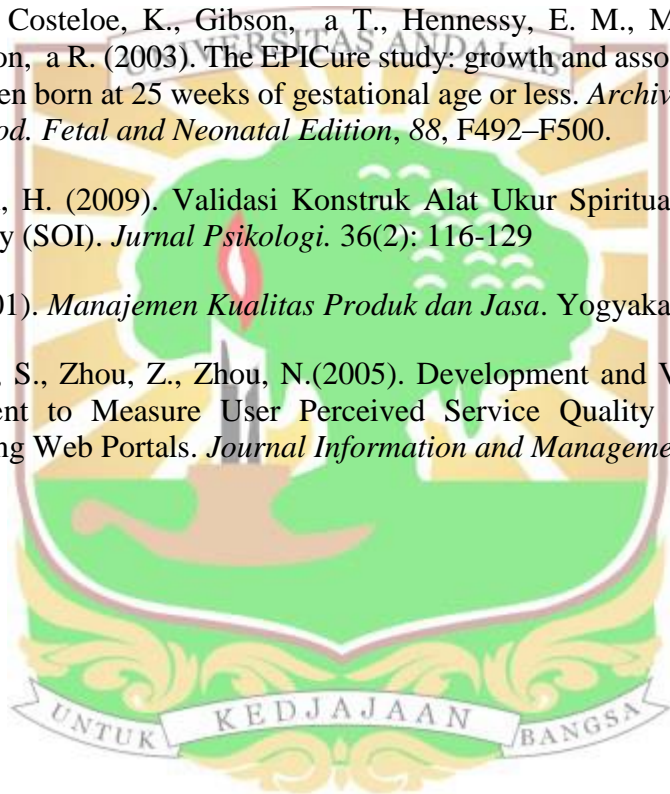 Costeloe, K., Gibson, a T., Hennessy, E. M., M
on, a R. (2003). The EPICure study: growth and asso
en born at 25 weeks of gestational age or less. Archiv
od. Fetal and Neonatal Edition, 88, F492–F500.
, H. (2009). Validasi Konstruk Alat Ukur Spiritua
y (SOI). Jurnal Psikologi. 36(2): 116-129
01). Manajemen Kualitas Produk dan Jasa. Yogyaka
, S., Zhou, Z., Zhou, N.(2005). Development and V
ent to Measure User Perceived Service Quality
ng Web Portals. Journal Information and Manageme
UNIVERSITAS ANDALAS
UNTUK KEDJAJAAN BANGSA